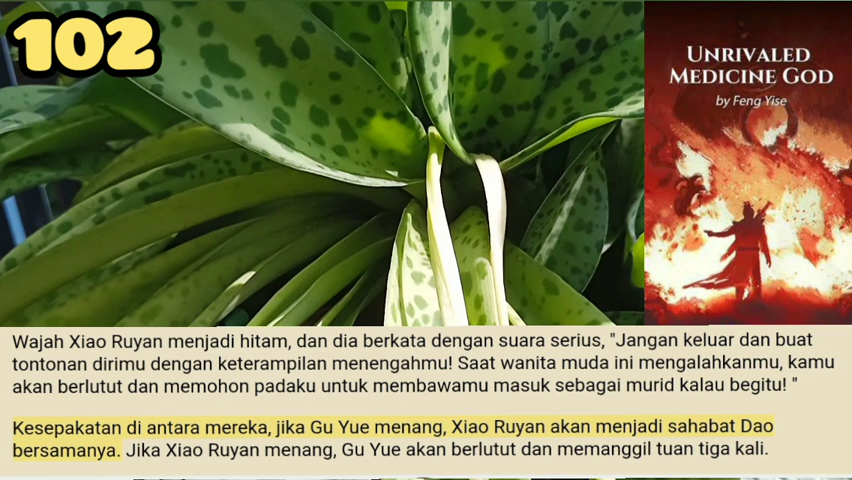 102
UNRIVALED
MEDICINE GOD
by Feng Yise
Wajah Xiao Ruyan menjadi hitam, dan dia berkata dengan suara serius, "Jangan keluar dan buat
tontonan dirimu dengan keterampilan menengahmu! Saat wanita muda ini mengalahkanmu, kamu
akan berlutut dan memohon padaku untuk membawamu masuk sebagai murid kalau begitu! "
Kesepakatan di antara mereka, jika Gu Yue menang, Xiao Ruyan akan menjadi sahabat Dao
bersamanya. Jika Xiao Ruyan menang, Gu Yue akan berlutut dan memanggil tuan tiga kali.